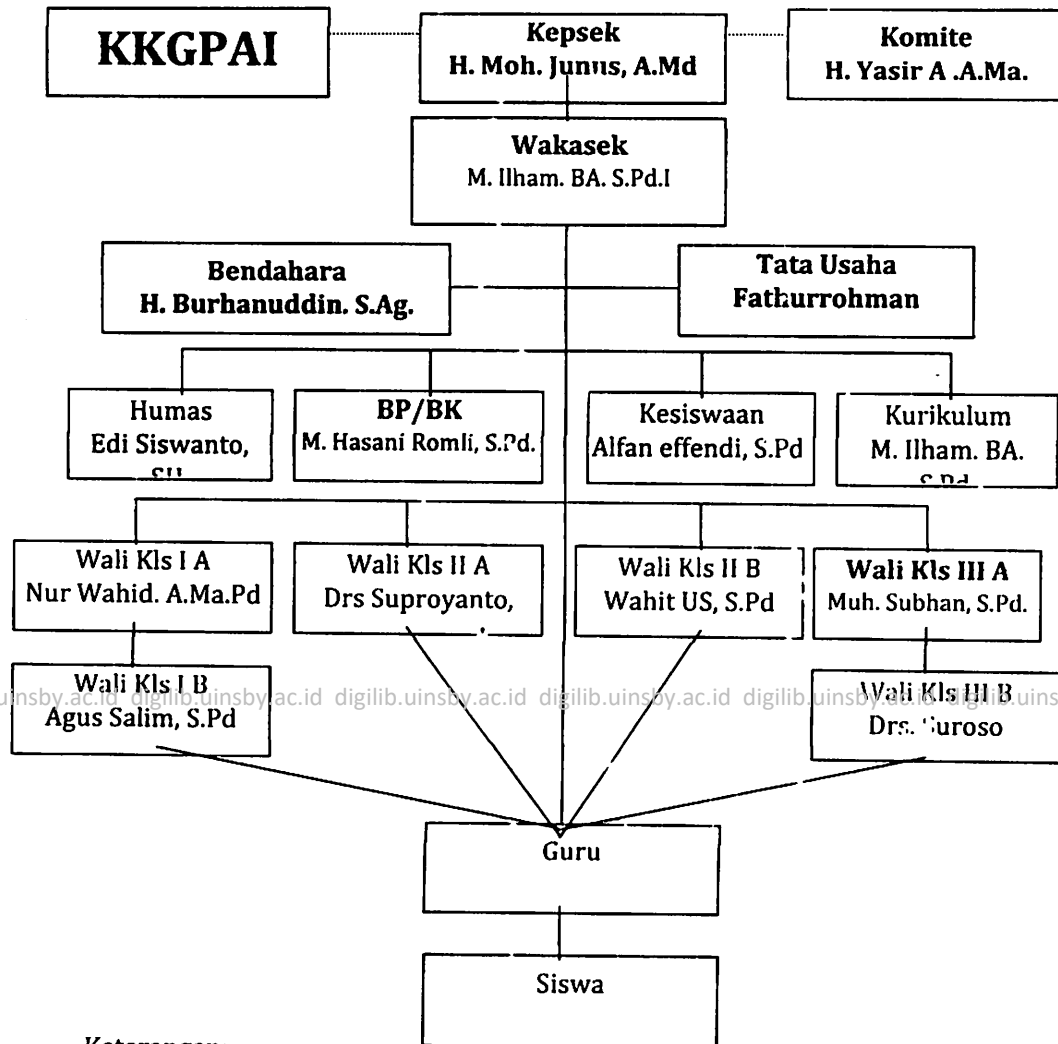 KKGPAI
Kepsek
H. Moh. Junus, A.Md
Komite
H. Yasir A .A.Ma.
Wakasek
M. Ilham. BA. S.Pd.I
Bendahara
H. Burhanuddin. S.Ag.
Tata Usaha
Fathurrohman
Humas
Edi Siswanto,
BP/BK
M. Hasani Romli, S.Pd.
Kesiswaan
Alfan effendi, S.Pd
Kurikulum
M. Ilham. BA.
S.Pd
Wali Kls I A
Nur Wahid. A.Ma.Pd
Wali Kls II A
Drs Suproyanto,
Wali Kls II B
Wahit US, S.Pd
Wali Kls III A
Muh. Subhan, S.Pd.
Wali Kls I B
Agus Salim, S.Pd
Wali Kls III B
Drs.
uinsby.ac.id digilib.uinsby.ac.id digilib.uinsby.ac.id digilib.uinsby.ac.id digilib.uinsby.ac.id digilib.uins
Guru
Siswa